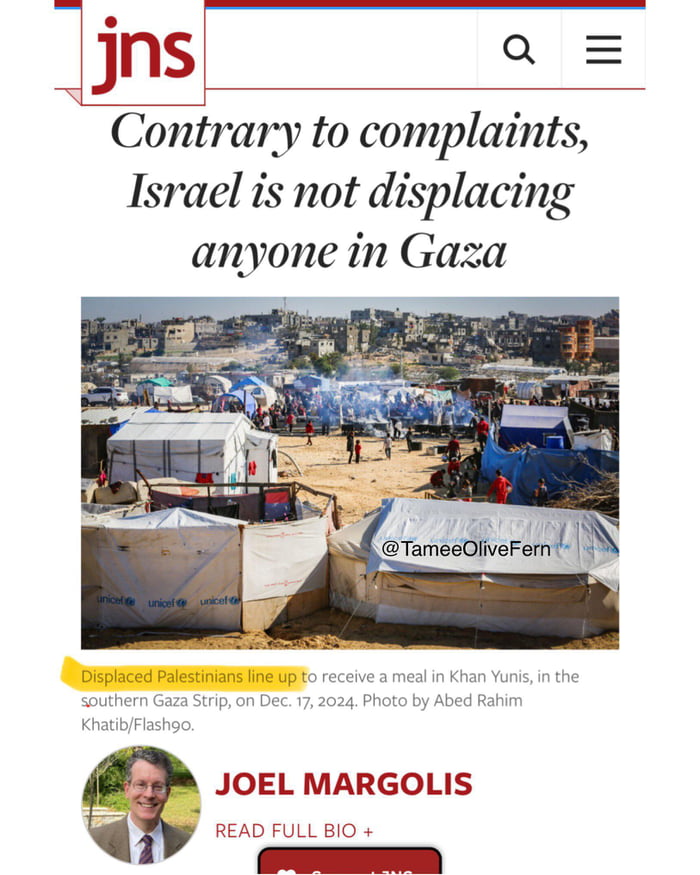 jns
Contrary to complaints,
Israel is not displacing
anyone in Gaza
@TameeOliveFern
unicef
unicef
unicef
Displaced Palestinians line up to receive a meal in Khan Yunis, in the
southern Gaza Strip, on Dec. 17, 2024. Photo by Abed Rahim
Khatib/Flash90.
JOEL MARGOLIS
READ FULL BIO +